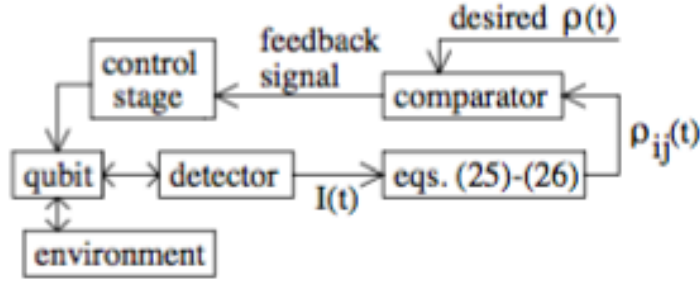 desired ρ(t)
feedback
signal
control
stage
comparator
ρij(t)
qubit
detector
I(t)
eqs. (25)-(26)
environment